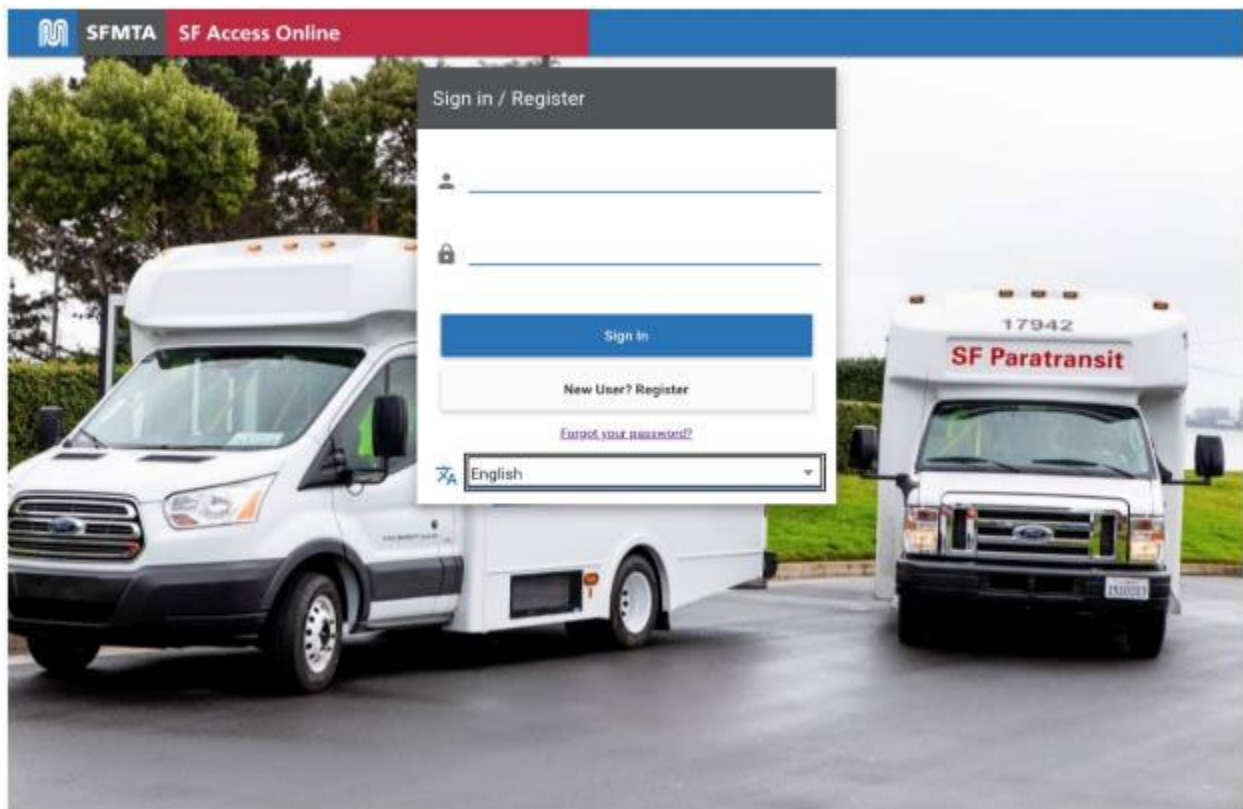 SFMTA SF Access Online
Sign in / Register
Sign In
New User? Register
Forgot your password?
English
17942
SF Paratransit